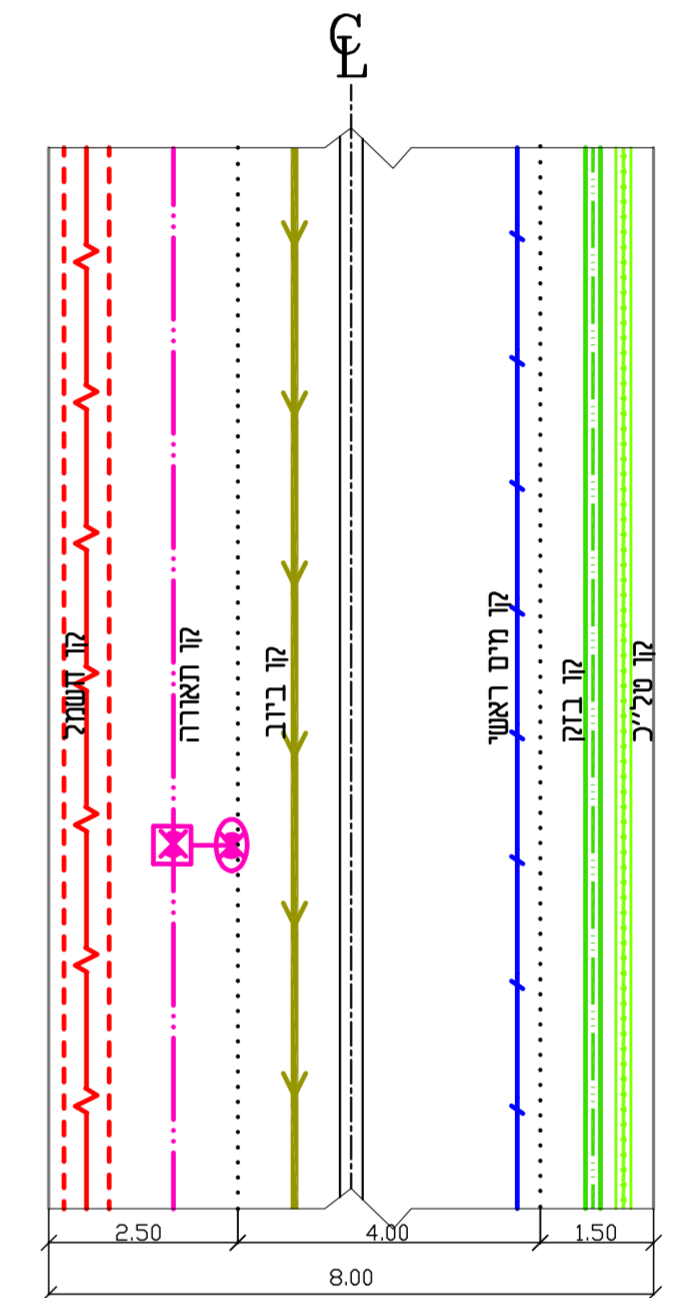 ℄
קו חשמל
קו תאורה
קו ביוב
קו מים ראשי
קו בזק
קו טל''כ
2.50
4.00
1.50
8.00